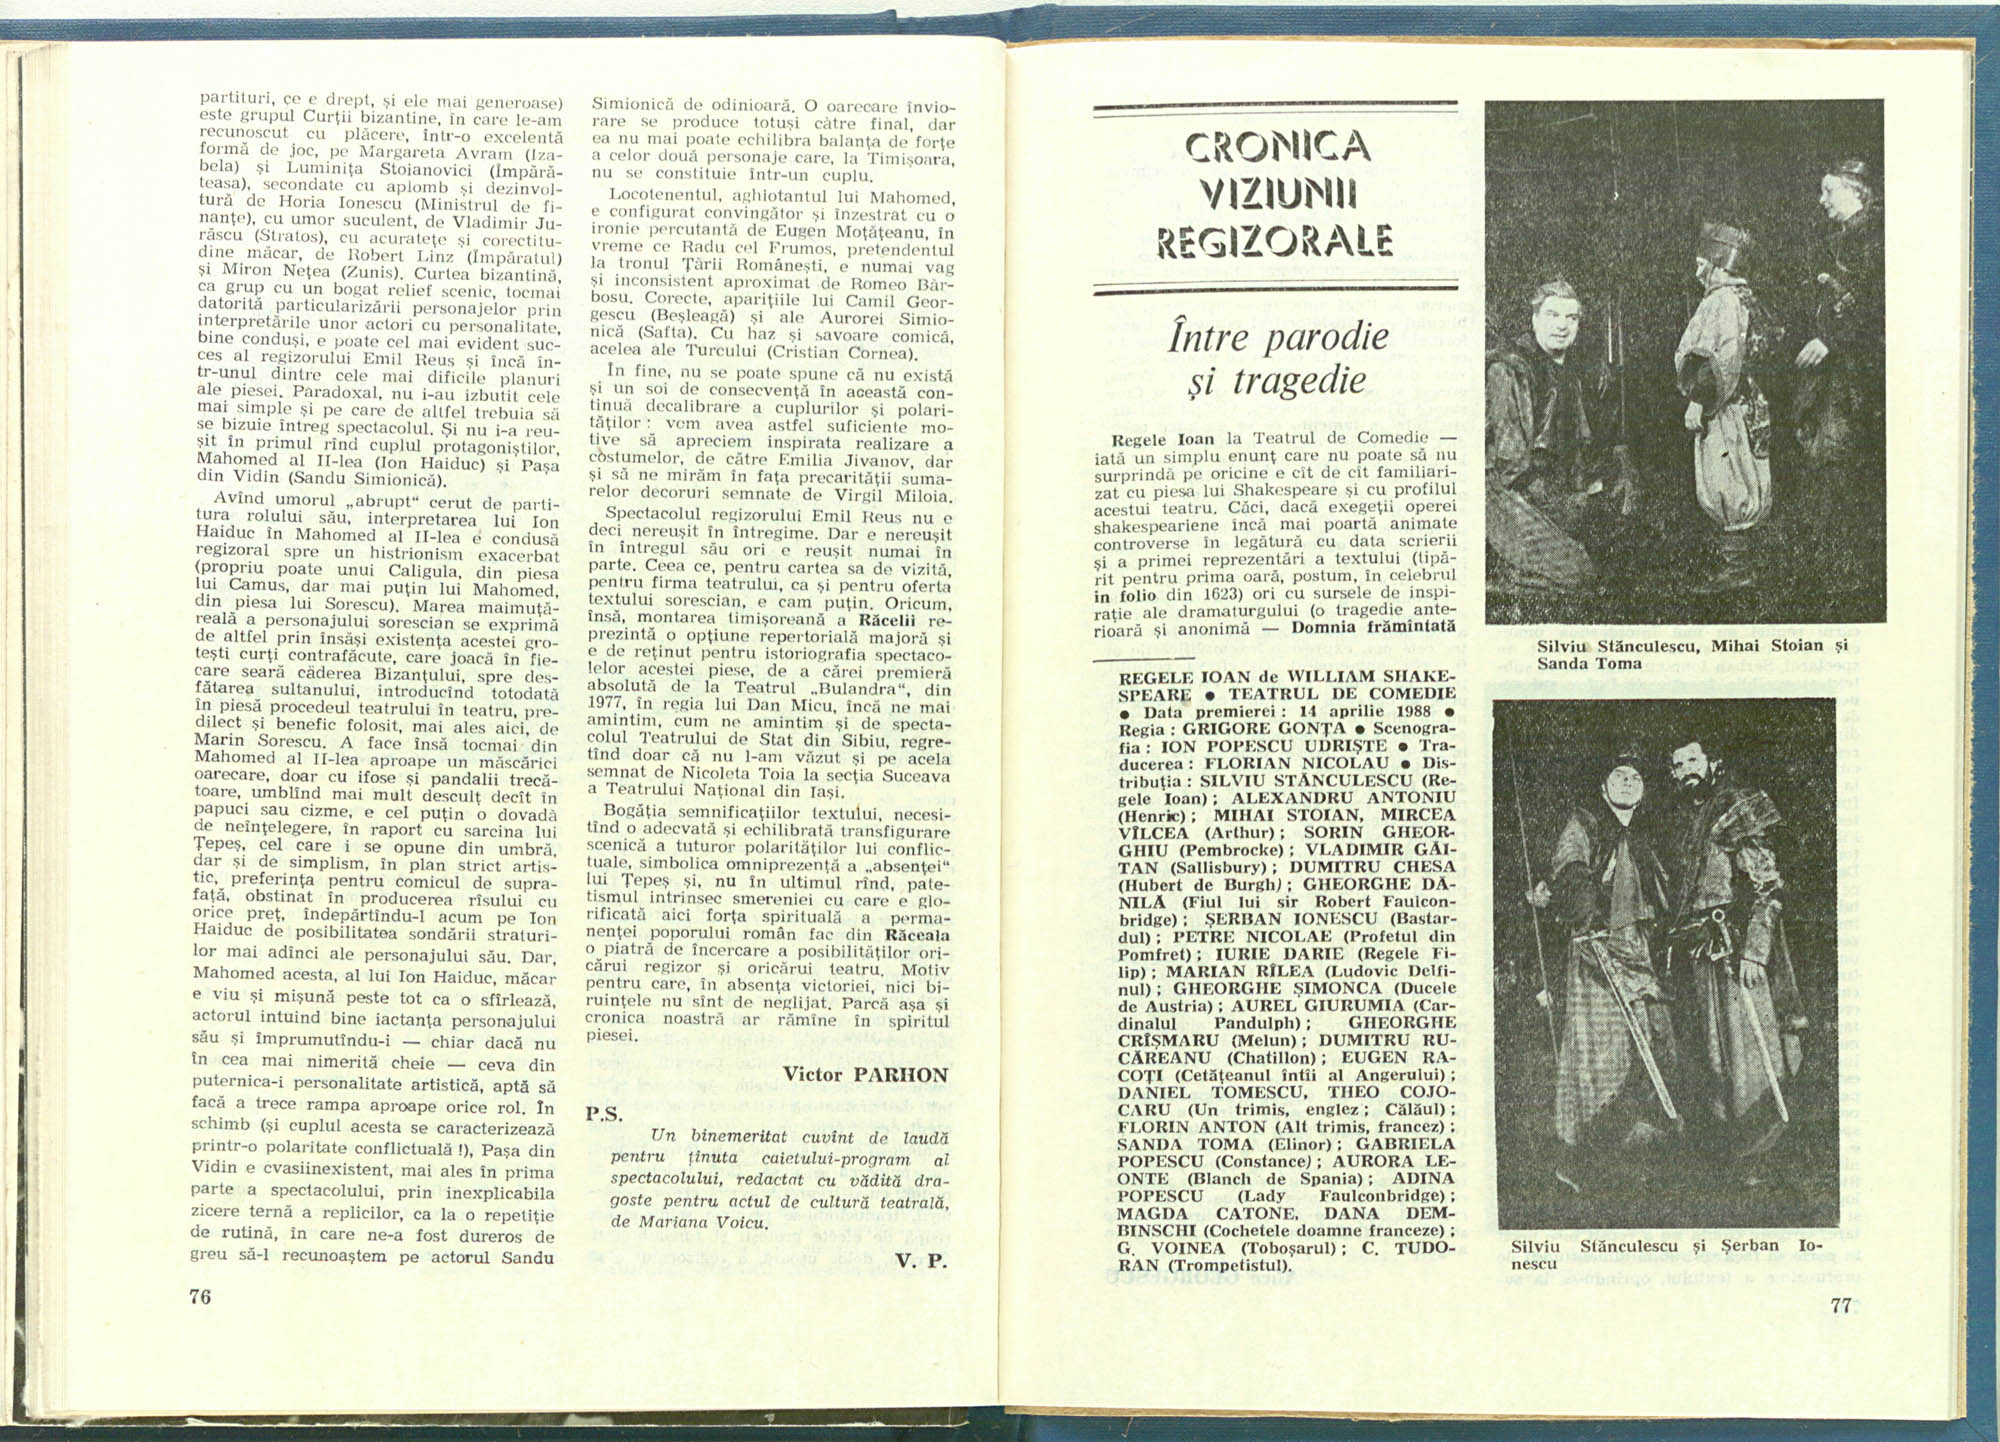 partituri, ce e drept, și ele mai generoase)
este grupul Curții bizantine, în care le-am
recunoscut cu plăcere, într-o excelentă
formă de joc, pe Margareta Avram (Iza-
bela) și Luminița Stoianovici (Împără-
teasa), secondate cu aplomb și dezinvol-
tură de Horia Ionescu (Ministrul de fi-
nanțe), cu umor suculent, de Vladimir Ju-
răscu (Stratos), cu acuratețe și corectitu-
dine măcar, de Robert Linz (Împăratul)
și Miron Nețea (Zunis). Curtea bizantină,
ca grup cu un bogat relief scenic, tocmai
datorită particularizării personajelor prin
interpretările unor actori cu personalitate,
bine conduși, e poate cel mai evident suc-
ces al regizorului Emil Reus și încă în-
tr-unul dintre cele mai dificile planuri
ale piesei. Paradoxal, nu i-au izbutit cele
mai simple și pe care de altfel trebuia să
se bizuie întreg spectacolul. Și nu i-a reu-
șit în primul rînd cuplul protagoniștilor,
Mahomed al II-lea (Ion Haiduc) și Pașa
din Vidin (Sandu Simionică).
Avînd umorul „abrupt“ cerut de parti-
tura rolului său, interpretarea lui Ion
Haiduc în Mahomed al II-lea e condusă
regizoral spre un histrionism exacerbat
(propriu poate unui Caligula, din piesa
lui Camus, dar mai puțin lui Mahomed,
din piesa lui Sorescu). Marea maimuță-
reală a personajului sorescian se exprimă
de altfel prin însăși existența acestei gro-
tești curți contrafăcute, care joacă în fie-
care seară căderea Bizanțului, spre des-
fătarea sultanului, introducînd totodată
în piesă procedeul teatrului în teatru, pre-
dilect și benefic folosit, mai ales aici, de
Marin Sorescu. A face însă tocmai din
Mahomed al II-lea aproape un măscărici
oarecare, doar cu ifose și pandalii trecă-
toare, umblînd mai mult desculț decît în
papuci sau cizme, e cel puțin o dovadă
de neînțelegere, în raport cu sarcina lui
Țepeș, cel care i se opune din umbră,
dar și de simplism, în plan strict artis-
tic, preferința pentru comicul de supra-
față, obstinat în producerea rîsului cu
orice preț, îndepărtîndu-l acum pe Ion
Haiduc de posibilitatea sondării straturi-
lor mai adînci ale personajului său. Dar,
Mahomed acesta, al lui Ion Haiduc, măcar
e viu și mișună peste tot ca o sfîrlează,
actorul intuind bine iactanța personajului
său și împrumutîndu-i — chiar dacă nu
în cea mai nimerită cheie — ceva din
puternica-i personalitate artistică, aptă să
facă a trece rampa aproape orice rol. În
schimb (și cuplul acesta se caracterizează
printr-o polaritate conflictuală !), Pașa din
Vidin e cvasiinexistent, mai ales în prima
parte a spectacolului, prin inexplicabila
zicere ternă a replicilor, ca la o repetiție
de rutină, în care ne-a fost dureros de
greu să-l recunoaștem pe actorul Sandu
76
Simionică de odinioară. O oarecare învio-
rare se produce totuși către final, dar
ea nu mai poate echilibra balanța de forțe
a celor două personaje care, la Timișoara,
nu se constituie într-un cuplu.
Locotenentul, aghiotantul lui Mahomed,
e configurat convingător și înzestrat cu o
ironie percutantă de Eugen Moțățeanu, în
vreme ce Radu cel Frumos, pretendentul
la tronul Țării Românești, e numai vag
și inconsistent aproximat de Romeo Băr-
bosu. Corecte, aparițiile lui Camil Geor-
gescu (Beșleagă) și ale Aurorei Simio-
nică (Safta). Cu haz și savoare comică,
acelea ale Turcului (Cristian Cornea).
În fine, nu se poate spune că nu există
și un soi de consecvență în această con-
tinuă decalibrare a cuplurilor și polari-
tăților : vom avea astfel suficiente mo-
tive să apreciem inspirata realizare a
costumelor, de către Emilia Jivanov, dar
și să ne mirăm în fața precarității suma-
relor decoruri semnate de Virgil Miloia.
Spectacolul regizorului Emil Reus nu e
deci nereușit în întregime. Dar e nereușit
în întregul său ori e reușit numai în
parte. Ceea ce, pentru cartea sa de vizită,
pentru firma teatrului, ca și pentru oferta
textului sorescian, e cam puțin. Oricum,
însă, montarea timișoreană a Răcelii re-
prezintă o opțiune repertorială majoră și
e de reținut pentru istoriografia spectaco-
lelor acestei piese, de a cărei premieră
absolută de la Teatrul „Bulandra“, din
1977, în regia lui Dan Micu, încă ne mai
amintim, cum ne amintim și de specta-
colul Teatrului de Stat din Sibiu, regre-
tînd doar că nu l-am văzut și pe acela
semnat de Nicoleta Toia la secția Suceava
a Teatrului Național din Iași.
Bogăția semnificațiilor textului, necesi-
tînd o adecvată și echilibrată transfigurare
scenică a tuturor polarităților lui conflic-
tuale, simbolica omniprezență a „absenței“
lui Țepeș și, nu în ultimul rînd, pate-
tismul intrinsec smereniei cu care e glo-
rificată aici forța spirituală a perma-
nenței poporului român fac din Răceala
o piatră de încercare a posibilităților ori-
cărui regizor și oricărui teatru. Motiv
pentru care, în absența victoriei, nici bi-
ruințele nu sînt de neglijat. Parcă așa și
cronica noastră ar rămîne în spiritul
piesei.
Victor PARHON
P.S.
Un binemeritat cuvînt de laudă
pentru ținuta caietului-program al
spectacolului, redactat cu vădită dra-
goste pentru actul de cultură teatrală,
de Mariana Voicu.
V. P.
CRONICA
VIZIUNII
REGIZORALE
Între parodie
și tragedie
Regele Ioan la Teatrul de Comedie —
iată un simplu enunț care nu poate să nu
surprindă pe oricine e cît de cît familiari-
zat cu piesa lui Shakespeare și cu profilul
acestui teatru. Căci, dacă exegeții operei
shakespeariene încă mai poartă animate
controverse în legătură cu data scrierii
și a primei reprezentări a textului (tipă-
rit pentru prima oară, postum, în celebrul
in folio din 1623) ori cu sursele de inspi-
rație ale dramaturgului (o tragedie ante-
rioară și anonimă — Domnia frămîntată
REGELE IOAN de WILLIAM SHAKE-
SPEARE ● TEATRUL DE COMEDIE
● Data premierei : 14 aprilie 1988 ●
Regia : GRIGORE GONȚA ● Scenogra-
fia : ION POPESCU UDRIȘTE ● Tra-
ducerea : FLORIAN NICOLAU ● Dis-
tribuția : SILVIU STĂNCULESCU (Re-
gele Ioan) ; ALEXANDRU ANTONIU
(Henric) ; MIHAI STOIAN, MIRCEA
VÎLCEA (Arthur) ; SORIN GHEOR-
GHIU (Pembrocke) ; VLADIMIR GĂI-
TAN (Sallisbury) ; DUMITRU CHESA
(Hubert de Burgh) ; GHEORGHE DĂ-
NILĂ (Fiul lui sir Robert Faulcon-
bridge) ; ȘERBAN IONESCU (Bastar-
dul) ; PETRE NICOLAE (Profetul din
Pomfret) ; IURIE DARIE (Regele Fi-
lip) ; MARIAN RÎLEA (Ludovic Delfi-
nul) ; GHEORGHE ȘIMONCA (Ducele
de Austria) ; AUREL GIURUMIA (Car-
dinalul Pandulph) ; GHEORGHE
CRÎȘMARU (Melun) ; DUMITRU RU-
CĂREANU (Chatillon) ; EUGEN RA-
COȚI (Cetățeanul întîi al Angerului) ;
DANIEL TOMESCU, THEO COJO-
CARU (Un trimis, englez ; Călăul) ;
FLORIN ANTON (Alt trimis, francez) ;
SANDA TOMA (Elinor) ; GABRIELA
POPESCU (Constance) ; AURORA LE-
ONTE (Blanch de Spania) ; ADINA
POPESCU (Lady Faulconbridge) ;
MAGDA CATONE, DANA DEM-
BINSCHI (Cochetele doamne franceze) ;
G. VOINEA (Toboșarul) ; C. TUDO-
RAN (Trompetistul).
Silviu Stănculescu, Mihai Stoian și
Sanda Toma
Silviu Stănculescu și Șerban Io-
nescu
77